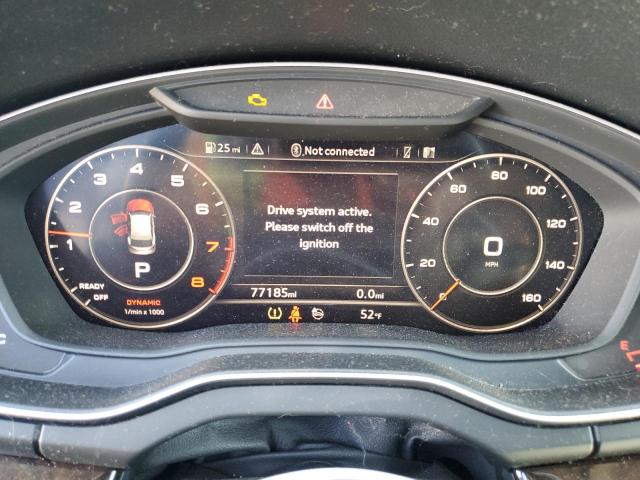 25 mi
Not connected
1 2 3 4 5 6 7 8
READY
OFF
P
DYNAMIC
1/min x 1000
Drive system active.
Please switch off the
ignition
77185mi
0.0mi
52°F
0 20 40 60 80 100 120 140 160
0
MPH
C
E